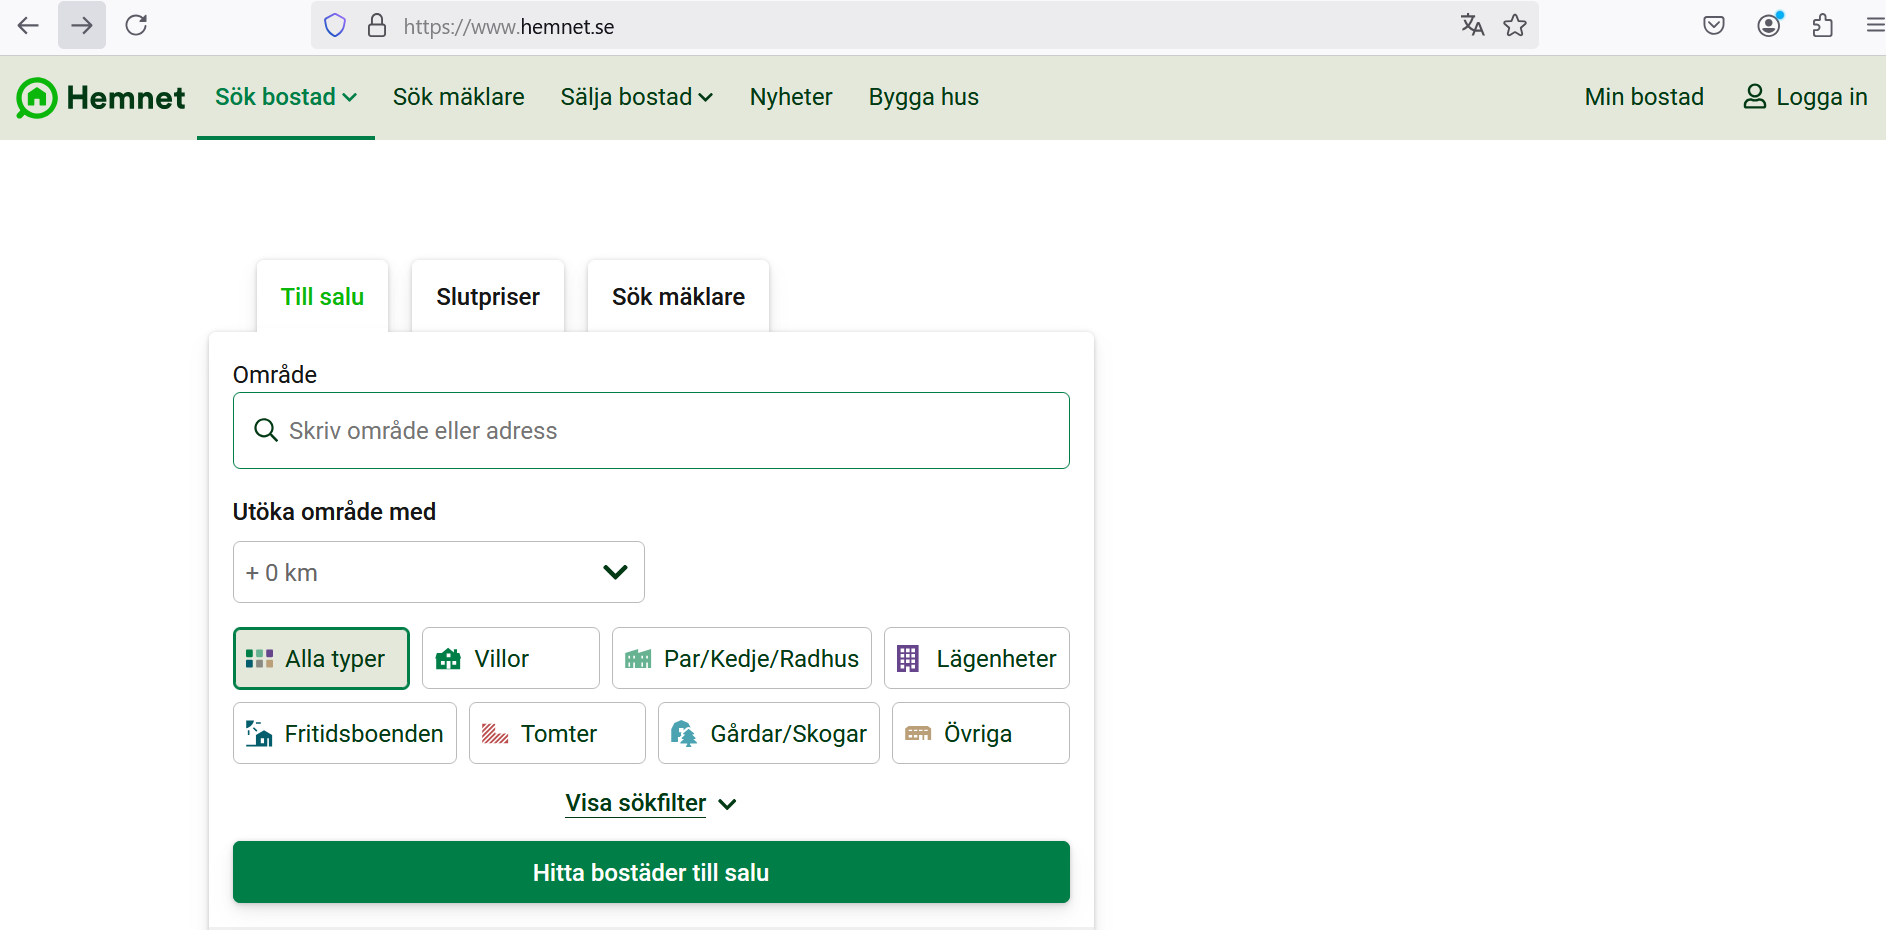 https://www.hemnet.se
Hemnet Sök bostad Sök mäklare Sälja bostad Nyheter Bygga hus Min bostad Logga in
Till salu Slutpriser Sök mäklare
Område
Skriv område eller adress
Utöka område med
+ 0 km
Alla typer Villor Par/Kedje/Radhus Lägenheter
Fritidsboenden Tomter Gårdar/Skogar Övriga
Visa sökfilter
Hitta bostäder till salu